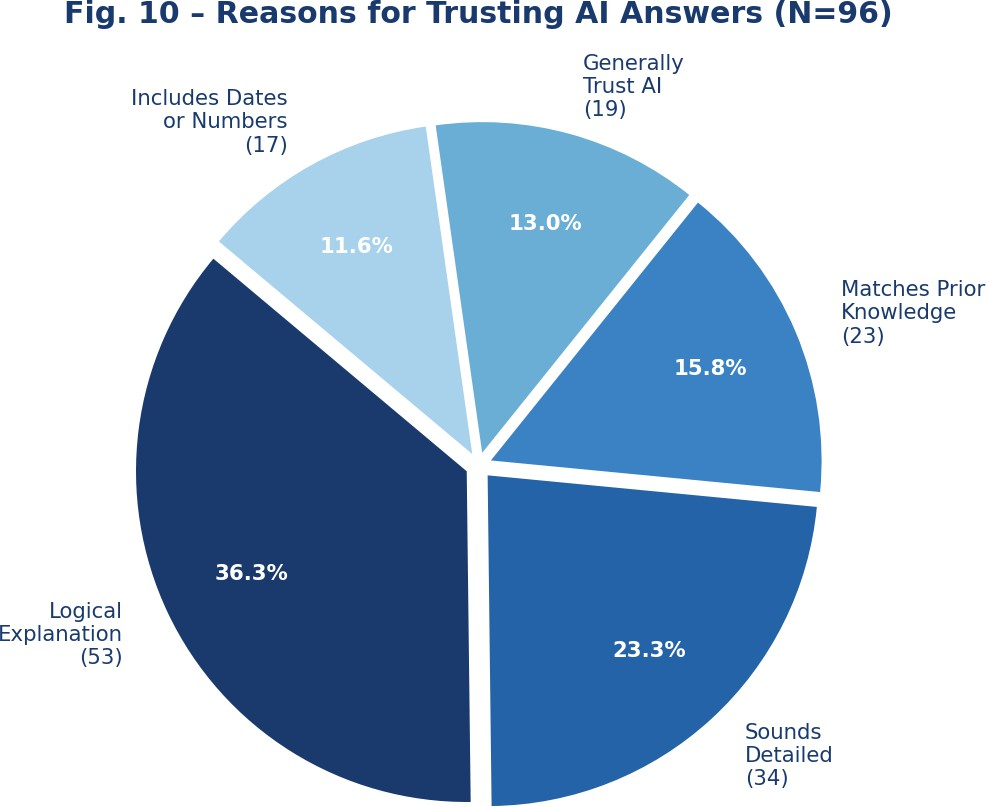 Fig. 10 – Reasons for Trusting AI Answers (N=96)
Generally
Trust AI
(19)
Includes Dates
or Numbers
(17)
13.0%
11.6%
Matches Prior
Knowledge
(23)
15.8%
36.3%
Logical
Explanation
(53)
23.3%
Sounds
Detailed
(34)